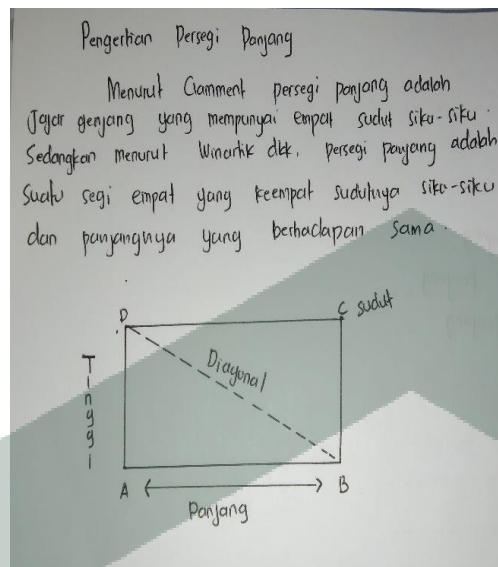 Pengertian Persegi Panjang
Menurut Clamment persegi panjang adalah
Jajar genjang yang mempunyai empat sudut siku-siku.
Sedangkan menurut Winartik dkk, persegi panjang adalah
Suatu segi empat yang keempat sudutnya siku-siku
dan panjangnya yang berhadapan sama.
D
C sudut
Diagonal
Tinggi
A
B
Panjang